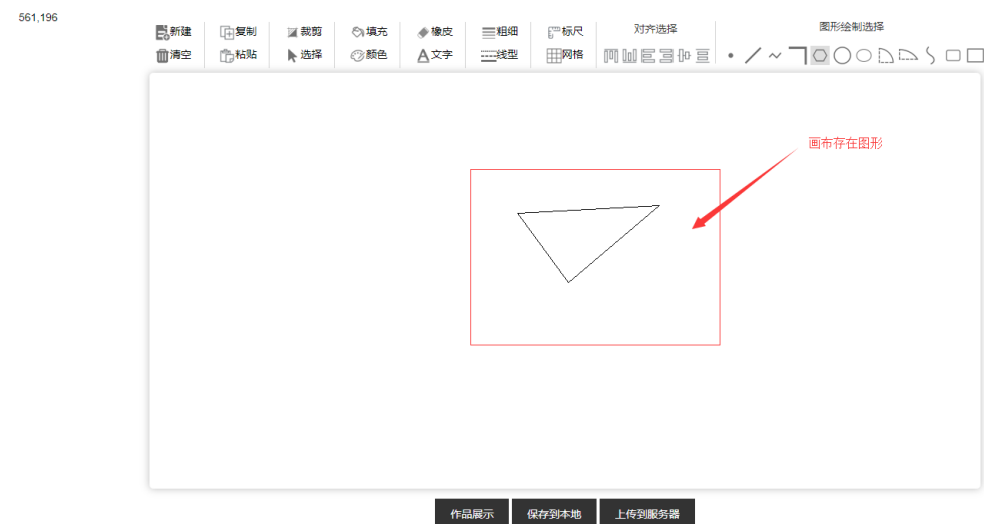 561,196
新建 复制 裁剪 填充 橡皮 粗细 标尺 对齐选择 图形绘制选择
清空 粘贴 选择 颜色 A文字 线型 网格
画布存在图形
作品展示 保存到本地 上传到服务器